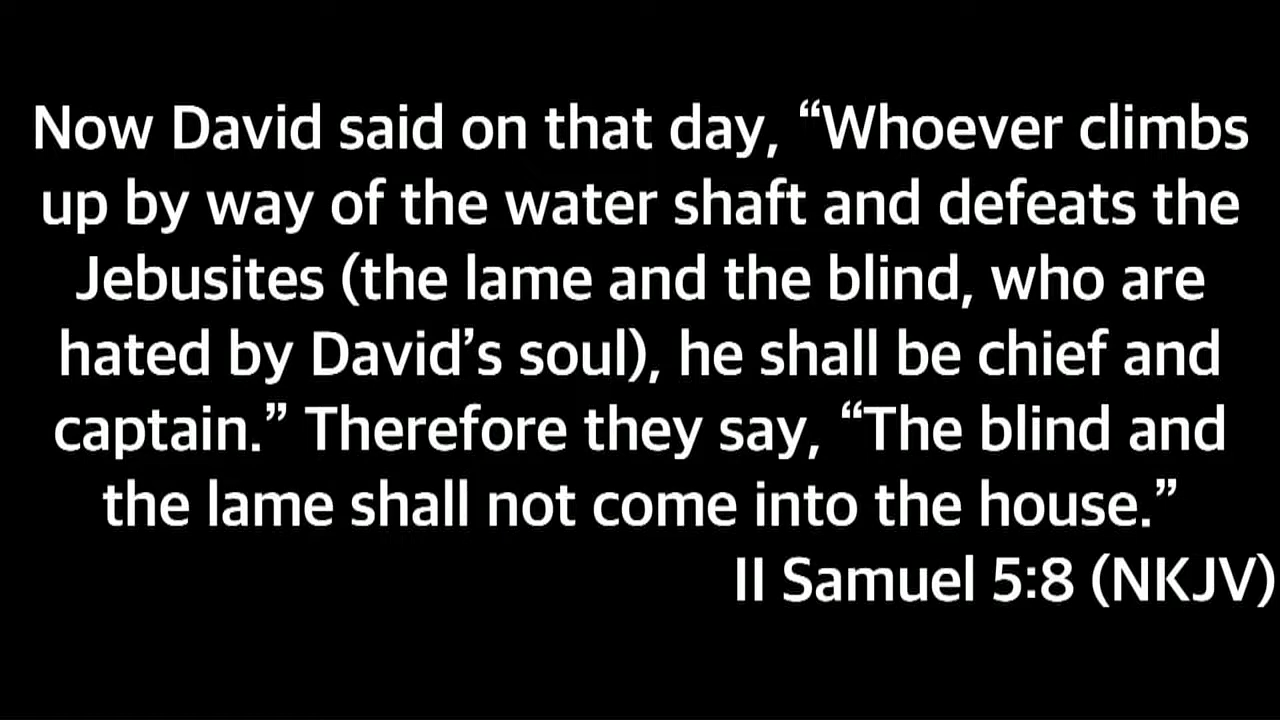 Now David said on that day, “Whoever climbs
up by way of the water shaft and defeats the
Jebusites (the lame and the blind, who are
hated by David’s soul), he shall be chief and
captain.” Therefore they say, “The blind and
the lame shall not come into the house.”
II Samuel 5:8 (NKJV)